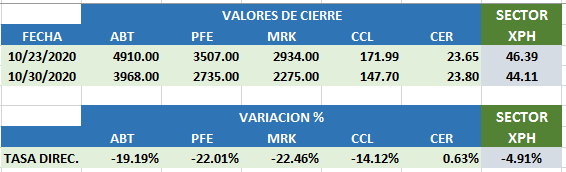 VALORES DE CIERRE SECTOR
FECHA ABT PFE MRK CCL CER XPH
10/23/2020 4910.00 3507.00 2934.00 171.99 23.65 46.39
10/30/2020 3968.00 2735.00 2275.00 147.70 23.80 44.11
VARIACION % SECTOR
ABT PFE MRK CCL CER XPH
TASA DIREC. -19.19% -22.01% -22.46% -14.12% 0.63% -4.91%